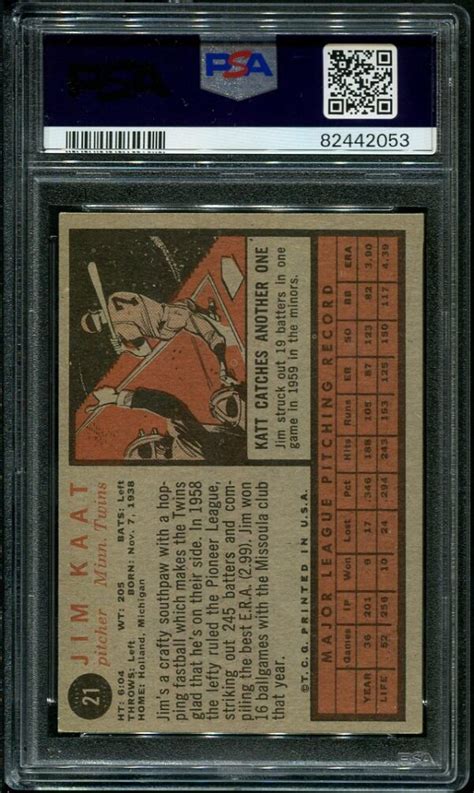 PSA
PSA
82442053
21
JIM KAAT
pitcher Minn. Twins
HT: 6:04 WT: 205 BATS: Left
THROWS: Left BORN: Nov. 7, 1938
HOME: Holland, Michigan
Jim's a crafty southpaw with a hop-
ping fastball which makes the Twins
glad that he's on their side. In 1958
the lefty ruled the Pioneer League,
striking out 245 batters and com-
piling the best E.R.A. (2.99). Jim won
16 ballgames with the Missoula club
that year.
©T.C.G. PRINTED IN U.S.A.
7
KATT CATCHES ANOTHER ONE
Jim struck out 19 batters in one
game in 1959 in the minors.
MAJOR LEAGUE PITCHING RECORD
Games IP Won Lost Pct Hits Runs ER SO BB ERA
YEAR 36 201 9 17 .346 188 105 87 123 82 3.90
LIFE 52 256 10 24 .294 243 153 125 160 117 4.39
PSA